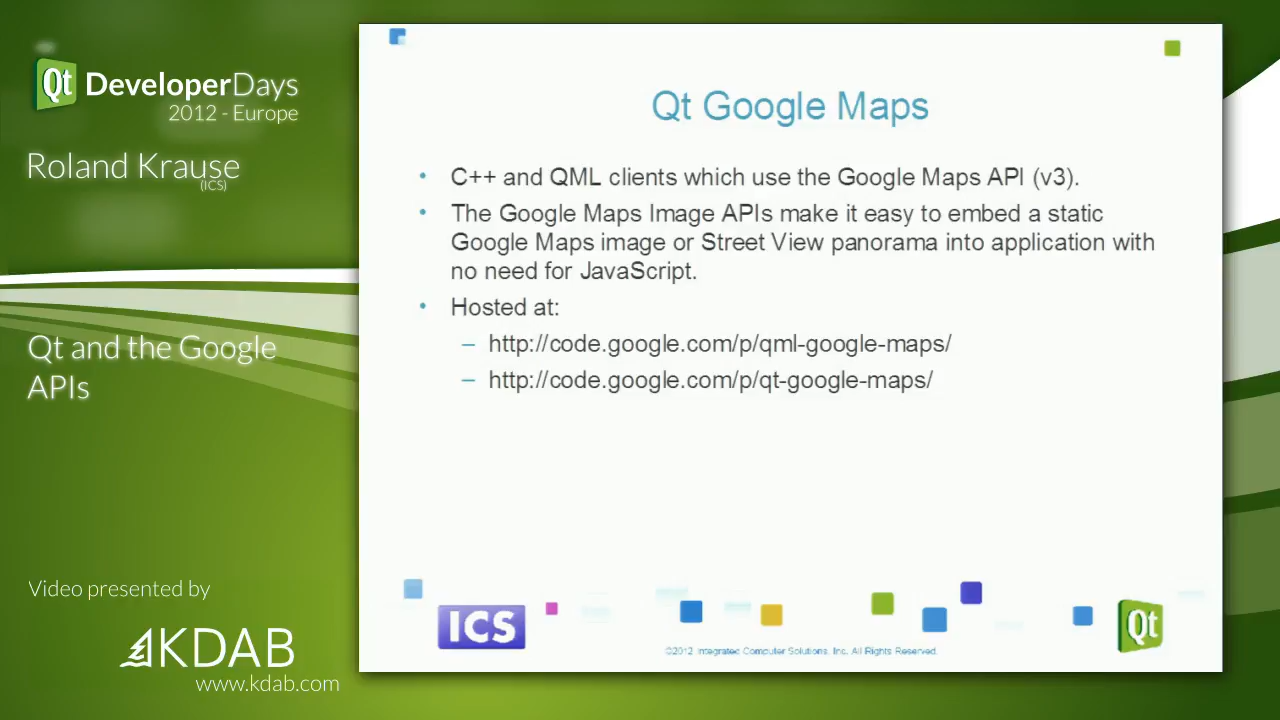 Qt DeveloperDays
2012 - Europe
Roland Krause
(ICS)
Qt and the Google
APIs
Video presented by
KDAB
www.kdab.com
Qt Google Maps
• C++ and QML clients which use the Google Maps API (v3).
• The Google Maps Image APIs make it easy to embed a static
Google Maps image or Street View panorama into application with
no need for JavaScript.
• Hosted at:
– http://code.google.com/p/qml-google-maps/
– http://code.google.com/p/qt-google-maps/
ICS
©2012 Integrated Computer Solutions. Inc. All Rights Reserved.
Qt